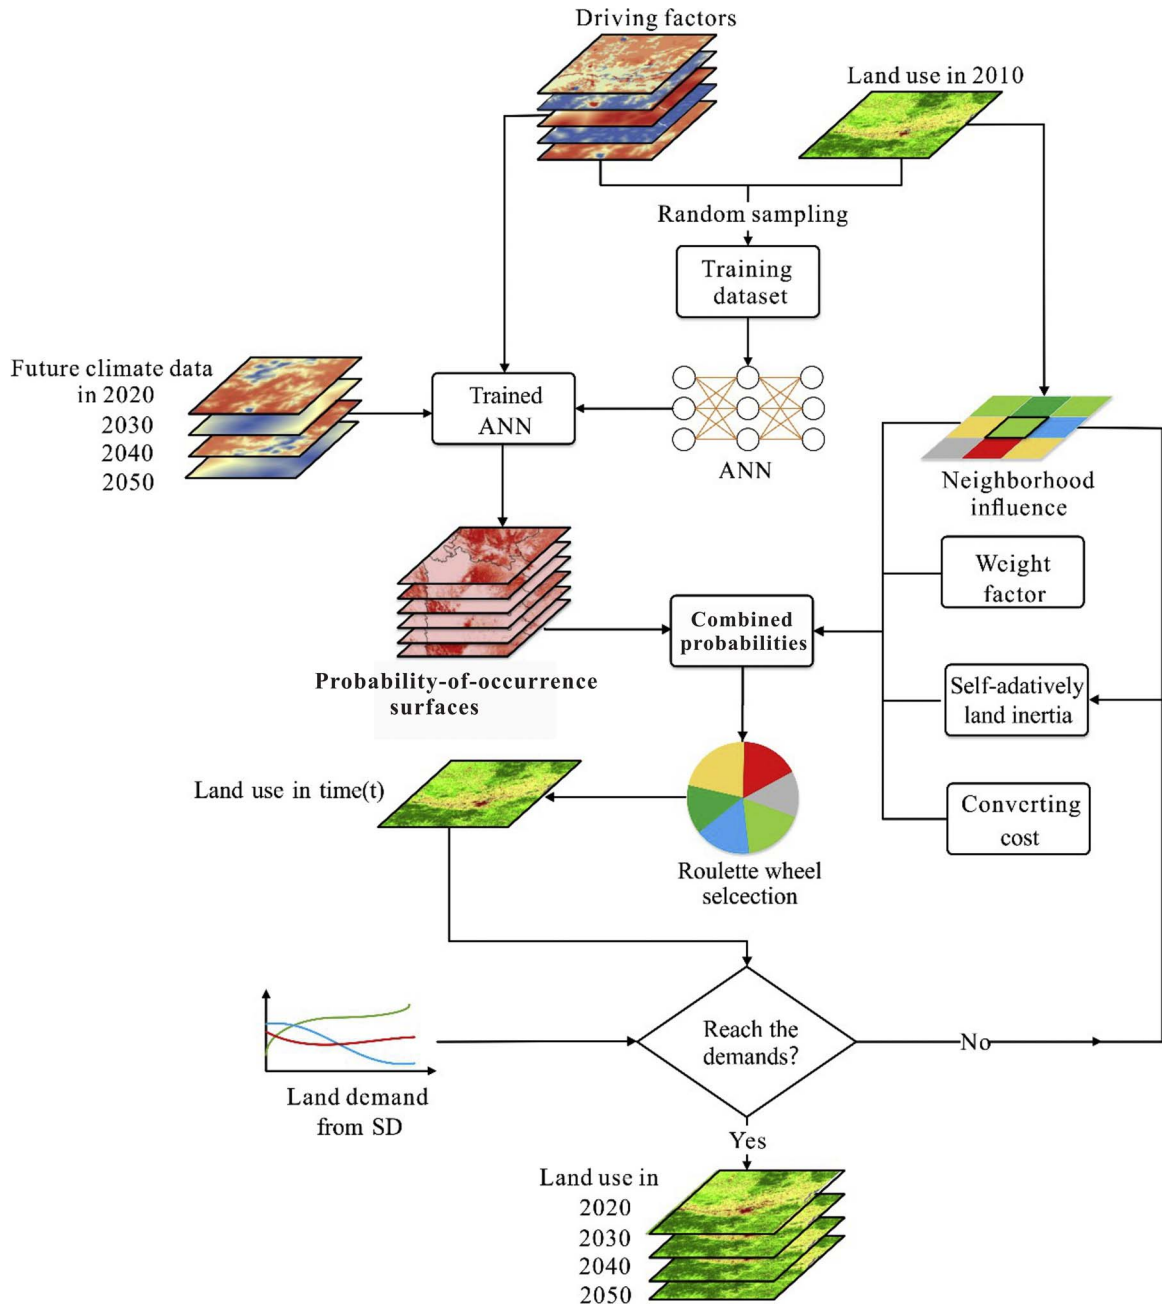 Driving factors
Land use in 2010
Random sampling
Training
dataset
Future climate data
in 2020
2030
2040
2050
Trained
ANN
ANN
Neighborhood
influence
Weight
factor
Combined
probabilities
Probability-of-occurrence
surfaces
Self-adatively
land inertia
Land use in time(t)
Converting
cost
Roulette wheel
selcection
Reach the
demands?
No
Land demand
from SD
Yes
Land use in
2020
2030
2040
2050